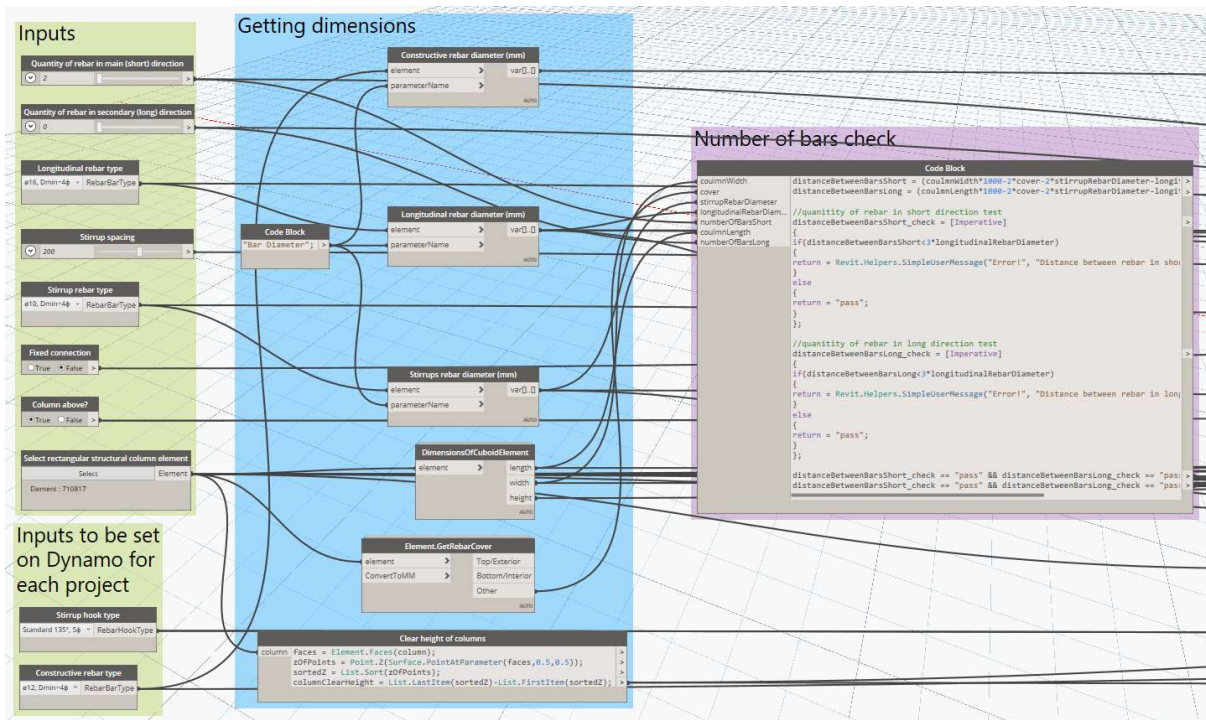 Inputs
Quantity of rebar in main (short) direction
2
>
Quantity of rebar in secondary (long) direction
0
>
Longitudinal rebar type
ø16, Dmin=4ϕ RebarBarType
Stirrup spacing
200
>
Stirrup rebar type
ø10, Dmin=4ϕ RebarBarType
Fixed connection
True False >
Column above?
True False >
Select rectangular structural column element
Select Element
Element : 710817
Inputs to be set
on Dynamo for
each project
Stirrup hook type
Standard 135°, 5ϕ RebarHookType
Constructive rebar type
ø12, Dmin=4ϕ RebarBarType
Getting dimensions
Constructive rebar diameter (mm)
element > var[]..[]
parameterName >
AUTO
Code Block
"Bar Diameter"; >
Longitudinal rebar diameter (mm)
element > var[]..[]
parameterName >
AUTO
Stirrups rebar diameter (mm)
element > var[]..[]
parameterName >
AUTO
DimensionsOfCuboidElement
element > length
width
height
AUTO
Element.GetRebarCover
element > Top/Exterior
ConvertToMM > Bottom/Interior
Other
AUTO
Clear height of columns
column faces = Element.Faces(column); >
zOfPoints = Point.Z(Surface.PointAtParameter(faces,0.5,0.5)); >
sortedZ = List.Sort(zOfPoints); >
columnClearHeight = List.LastItem(sortedZ)-List.FirstItem(sortedZ); >
Number of bars check
Code Block
coulmnWidth
cover
stirrupRebarDiameter
longitudinalRebarDiam...
numberOfBarsShort
coulmnLength
numberOfBarsLong
distanceBetweenBarsShort = (coulmnWidth*1000-2*cover-2*stirrupRebarDiameter-longit >
distanceBetweenBarsLong = (coulmnLength*1000-2*cover-2*stirrupRebarDiameter-longit >
//quanitity of rebar in short direction test
distanceBetweenBarsShort_check = [Imperative] >
{
if(distanceBetweenBarsShort<3*longitudinalRebarDiameter)
{
return = Revit.Helpers.SimpleUserMessage("Error!", "Distance between rebar in shor
}
else
{
return = "pass";
}
};
//quanitity of rebar in long direction test
distanceBetweenBarsLong_check = [Imperative] >
{
if(distanceBetweenBarsLong<3*longitudinalRebarDiameter)
{
return = Revit.Helpers.SimpleUserMessage("Error!", "Distance between rebar in long
}
else
{
return = "pass";
}
};
distanceBetweenBarsShort_check == "pass" && distanceBetweenBarsLong_check == "pas >
distanceBetweenBarsShort_check == "pass" && distanceBetweenBarsLong_check == "pas >